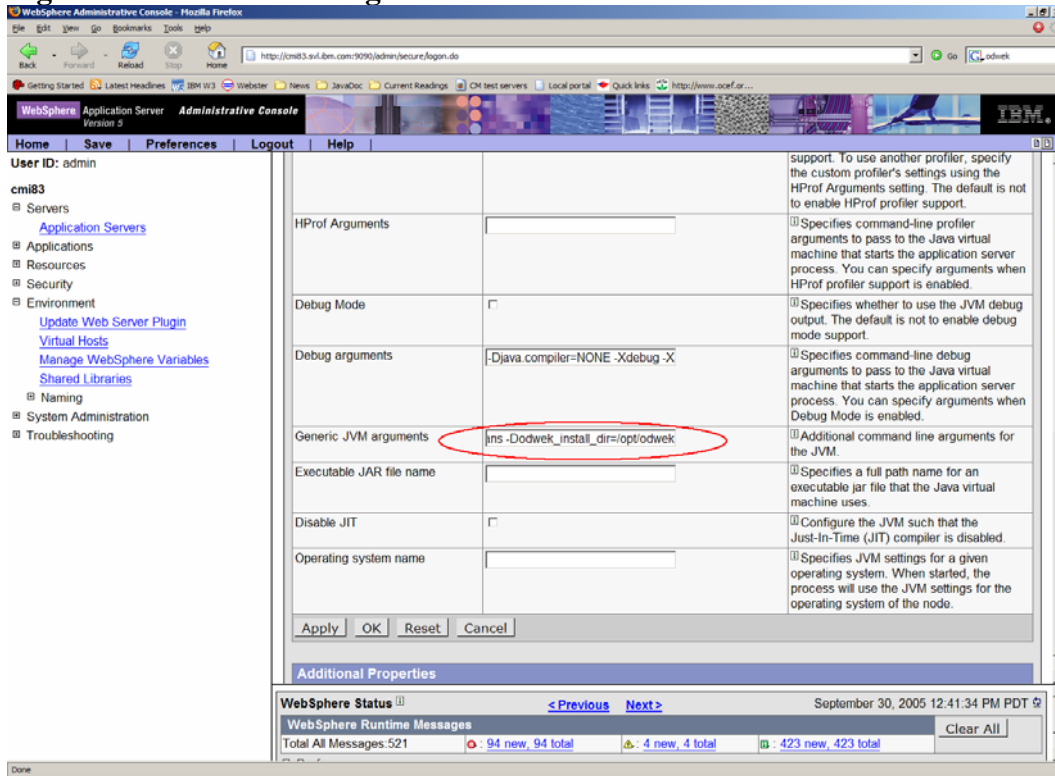 WebSphere Administrative Console - Mozilla Firefox
File Edit View Go Bookmarks Tools Help
Back Forward Reload Stop Home http://cmi83.svl.ibm.com:9090/admin/secure/logon.do Go odwek
Getting Started Latest Headlines IBM W3 Webster News JavaDoc Current Readings CM test servers Local portal Quick links http://www.ocef.or...
WebSphere Application Server Administrative Console
Version 5
IBM.
Home | Save | Preferences | Logout | Help |
User ID: admin
cmi83
Servers
Application Servers
Applications
Resources
Security
Environment
Update Web Server Plugin
Virtual Hosts
Manage WebSphere Variables
Shared Libraries
Naming
System Administration
Troubleshooting
support. To use another profiler, specify
the custom profiler's settings using the
HProf Arguments setting. The default is not
to enable HProf profiler support.
HProf Arguments
Specifies command-line profiler
arguments to pass to the Java virtual
machine that starts the application server
process. You can specify arguments when
HProf profiler support is enabled.
Debug Mode
Specifies whether to use the JVM debug
output. The default is not to enable debug
mode support.
Debug arguments
-Djava.compiler=NONE -Xdebug -X
Specifies command-line debug
arguments to pass to the Java virtual
machine that starts the application server
process. You can specify arguments when
Debug Mode is enabled.
Generic JVM arguments
ins -Dodwek_install_dir=/opt/odwek
Additional command line arguments for
the JVM.
Executable JAR file name
Specifies a full path name for an
executable jar file that the Java virtual
machine uses.
Disable JIT
Configure the JVM such that the
Just-In-Time (JIT) compiler is disabled.
Operating system name
Specifies JVM settings for a given
operating system. When started, the
process will use the JVM settings for the
operating system of the node.
Apply OK Reset Cancel
Additional Properties
WebSphere Status < Previous Next > September 30, 2005 12:41:34 PM PDT
WebSphere Runtime Messages
Clear All
Total All Messages:521 : 94 new, 94 total : 4 new, 4 total : 423 new, 423 total
Done